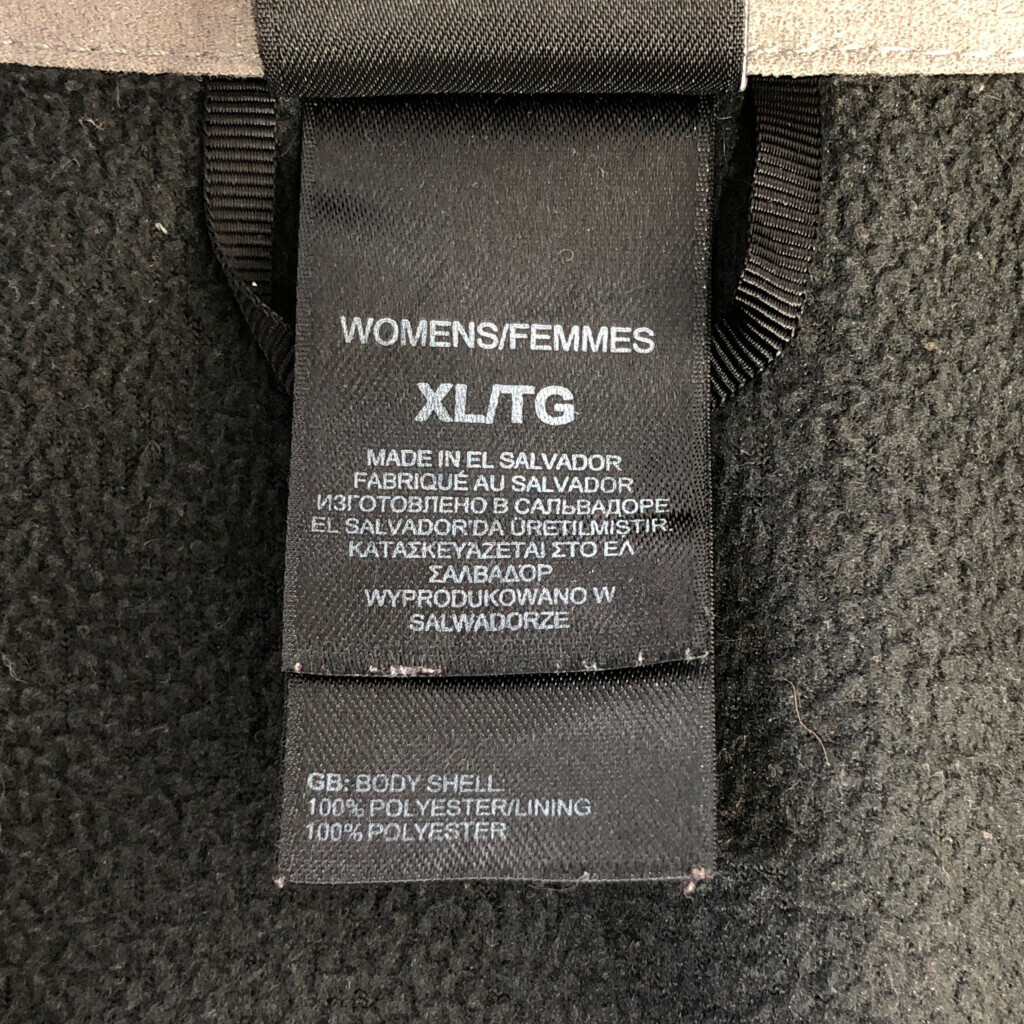 WOMENS/FEMMES
XL/TG
MADE IN EL SALVADOR
FABRIQUÉ AU SALVADOR
ИЗГОТОВЛЕНО В САЛЬВАДОРЕ
EL SALVADOR'DA ÜRETILMISTIR.
ΚΑΤΑΣΚΕΥΆΖΕΤΑΙ ΣΤΟ ΕΛ
ΣΑΛΒΑΔΟΡ
WYPRODUKOWANO W
SALWADORZE
GB: BODY SHELL:
100% POLYESTER/LINING
100% POLYESTER